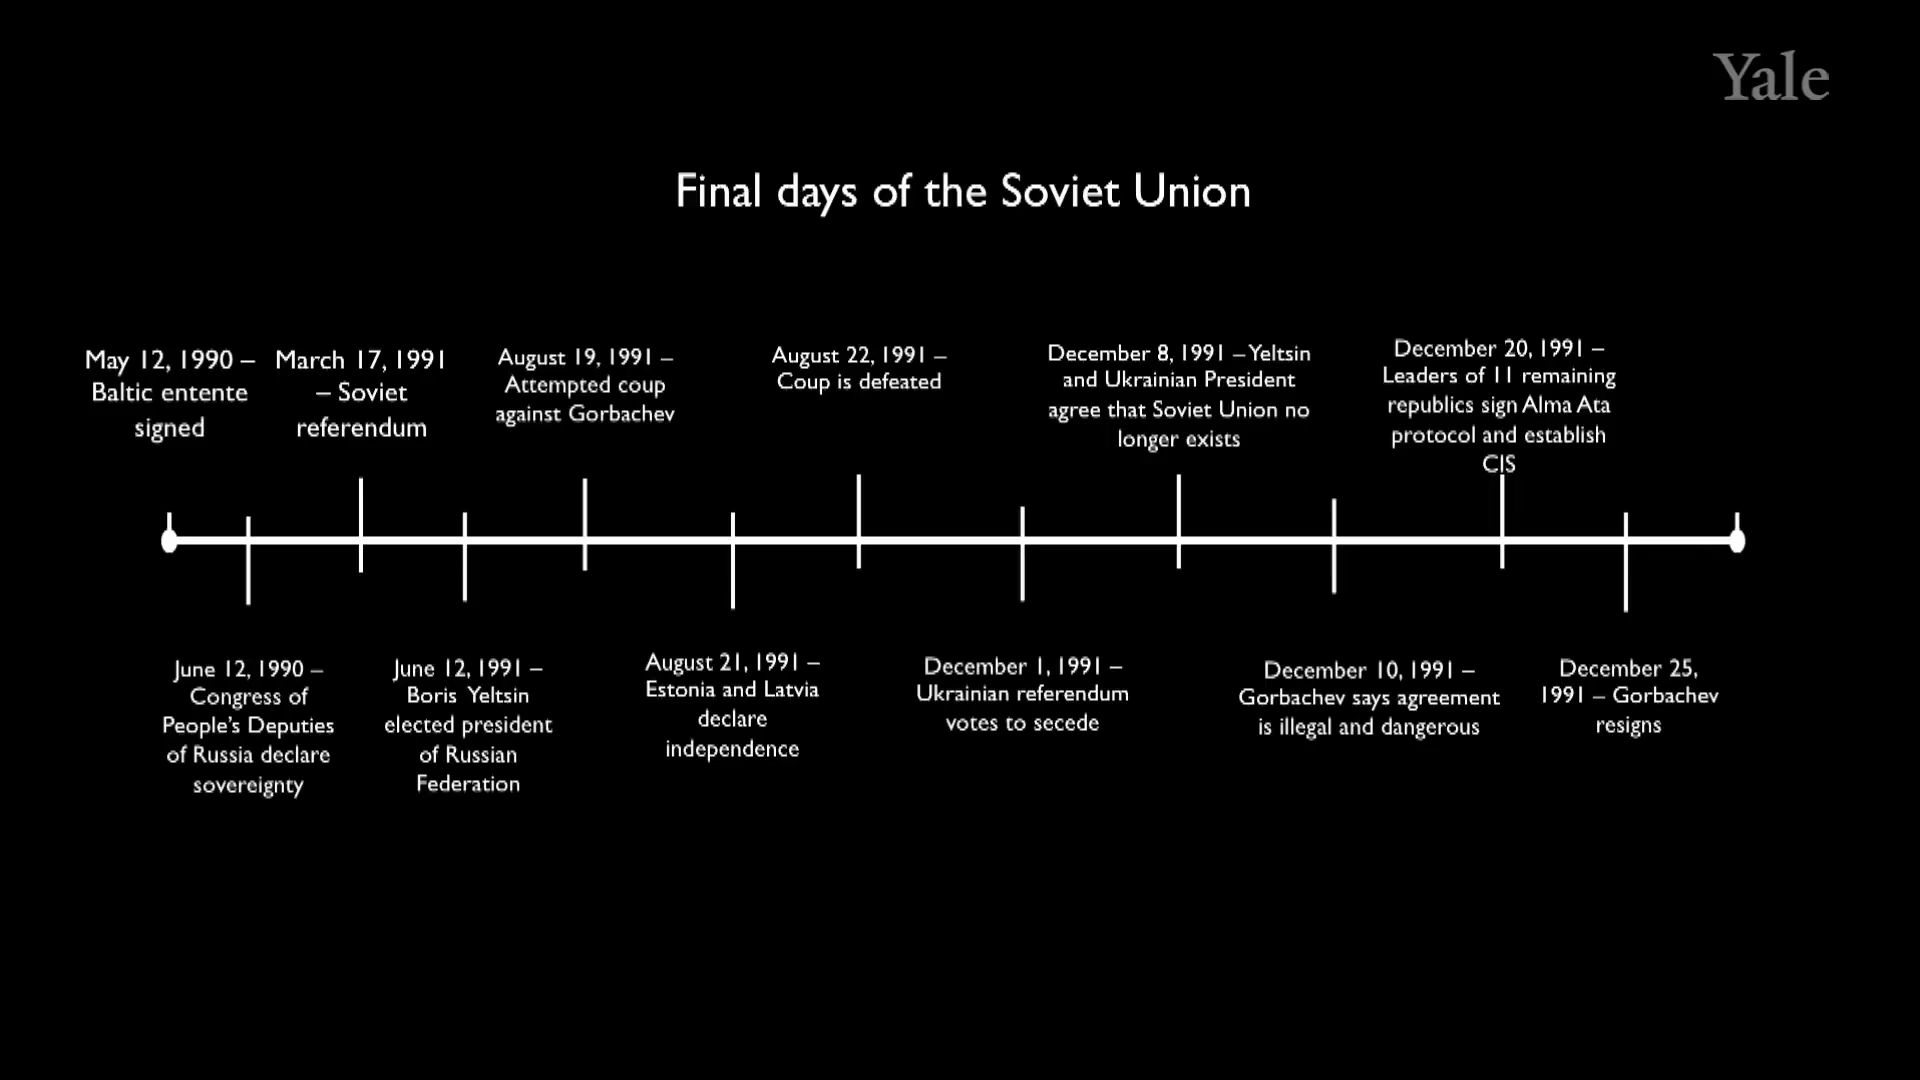 Yale
Final days of the Soviet Union
May 12, 1990 –
Baltic entente
signed
March 17, 1991
– Soviet
referendum
August 19, 1991 –
Attempted coup
against Gorbachev
August 22, 1991 –
Coup is defeated
December 8, 1991 – Yeltsin
and Ukrainian President
agree that Soviet Union no
longer exists
December 20, 1991 –
Leaders of 11 remaining
republics sign Alma Ata
protocol and establish
CIS
June 12, 1990 –
Congress of
People's Deputies
of Russia declare
sovereignty
June 12, 1991 –
Boris Yeltsin
elected president
of Russian
Federation
August 21, 1991 –
Estonia and Latvia
declare
independence
December 1, 1991 –
Ukrainian referendum
votes to secede
December 10, 1991 –
Gorbachev says agreement
is illegal and dangerous
December 25,
1991 – Gorbachev
resigns